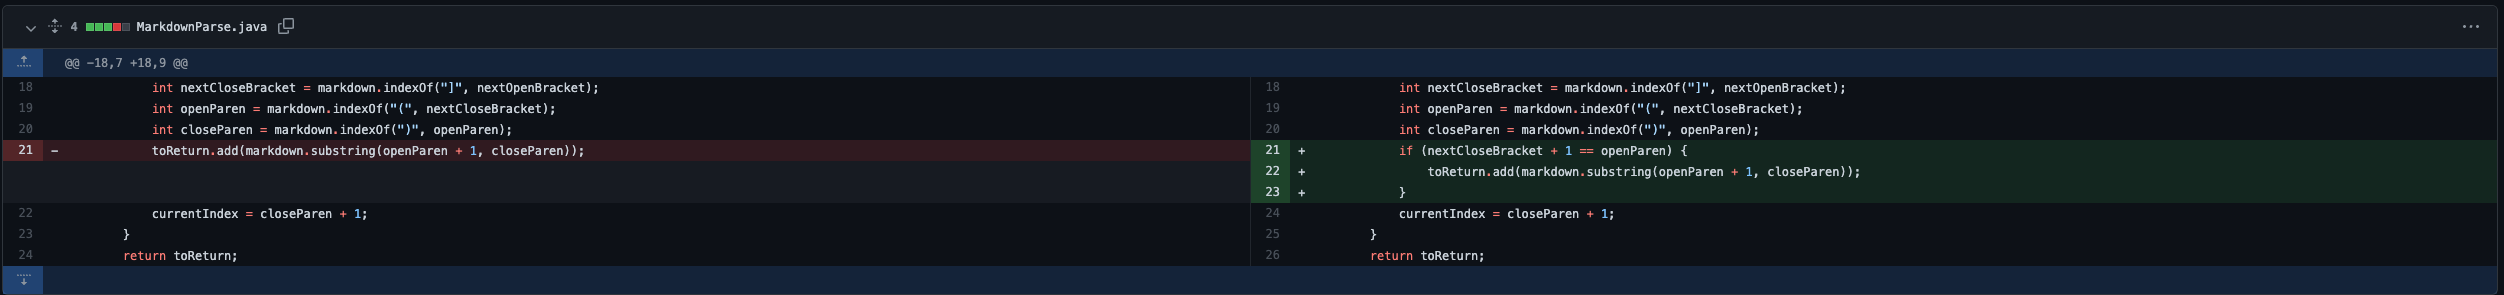 4 MarkdownParse.java
@@ -18,7 +18,9 @@
18 int nextCloseBracket = markdown.indexOf("]", nextOpenBracket);
19 int openParen = markdown.indexOf("(", nextCloseBracket);
20 int closeParen = markdown.indexOf(")", openParen);
21 - toReturn.add(markdown.substring(openParen + 1, closeParen));
22 currentIndex = closeParen + 1;
23 }
24 return toReturn;
18 int nextCloseBracket = markdown.indexOf("]", nextOpenBracket);
19 int openParen = markdown.indexOf("(", nextCloseBracket);
20 int closeParen = markdown.indexOf(")", openParen);
21 + if (nextCloseBracket + 1 == openParen) {
22 + toReturn.add(markdown.substring(openParen + 1, closeParen));
23 + }
24 currentIndex = closeParen + 1;
25 }
26 return toReturn;